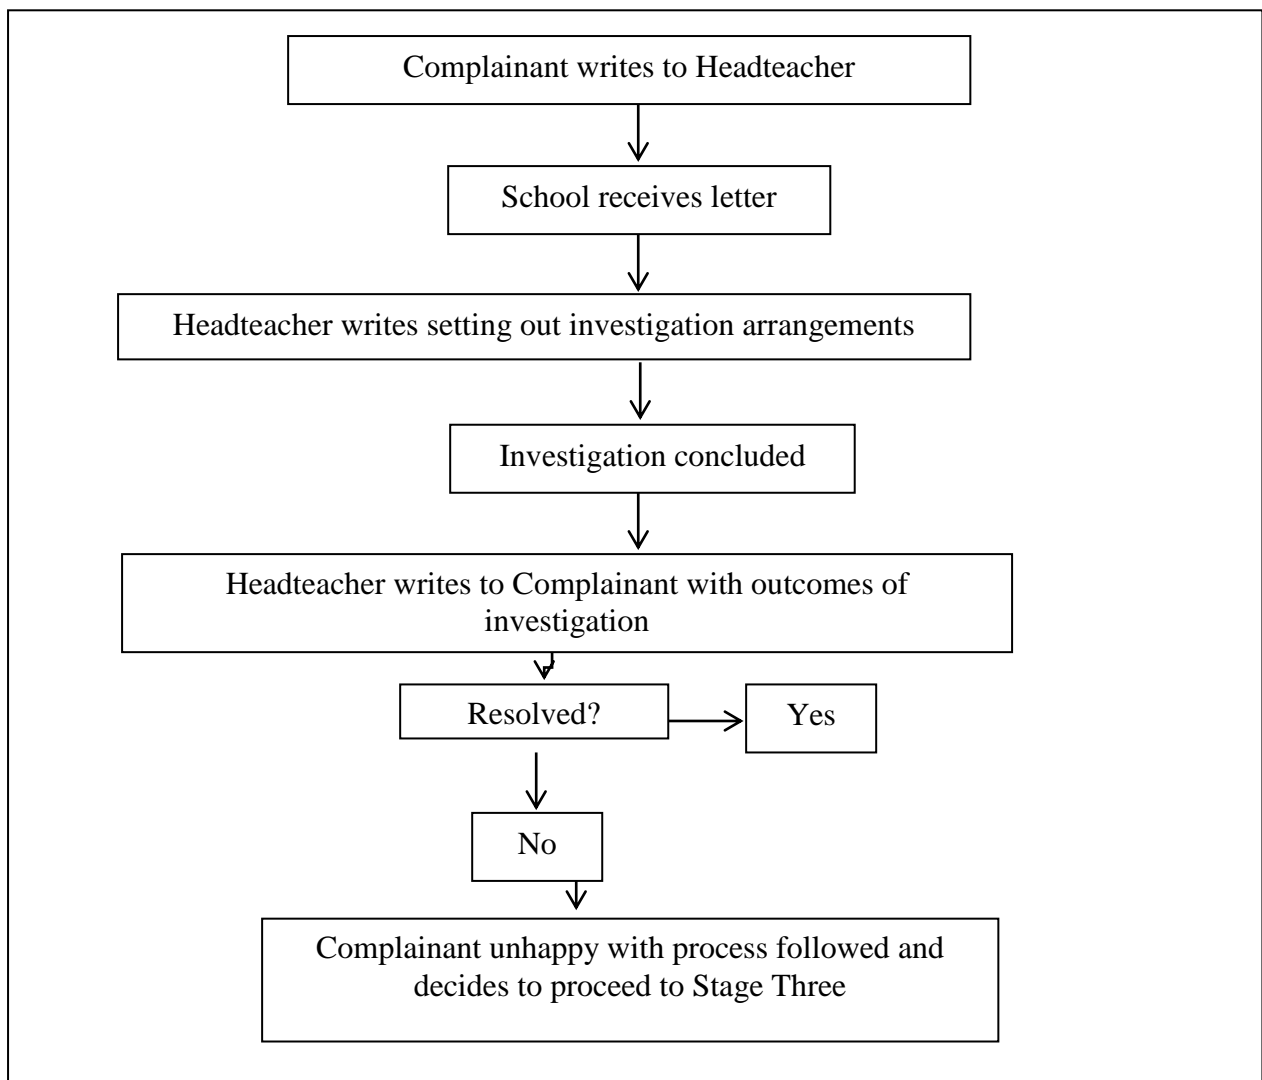 Complainant writes to Headteacher
School receives letter
Headteacher writes setting out investigation arrangements
Investigation concluded
Headteacher writes to Complainant with outcomes of
investigation
Resolved?
Yes
No
Complainant unhappy with process followed and
decides to proceed to Stage Three